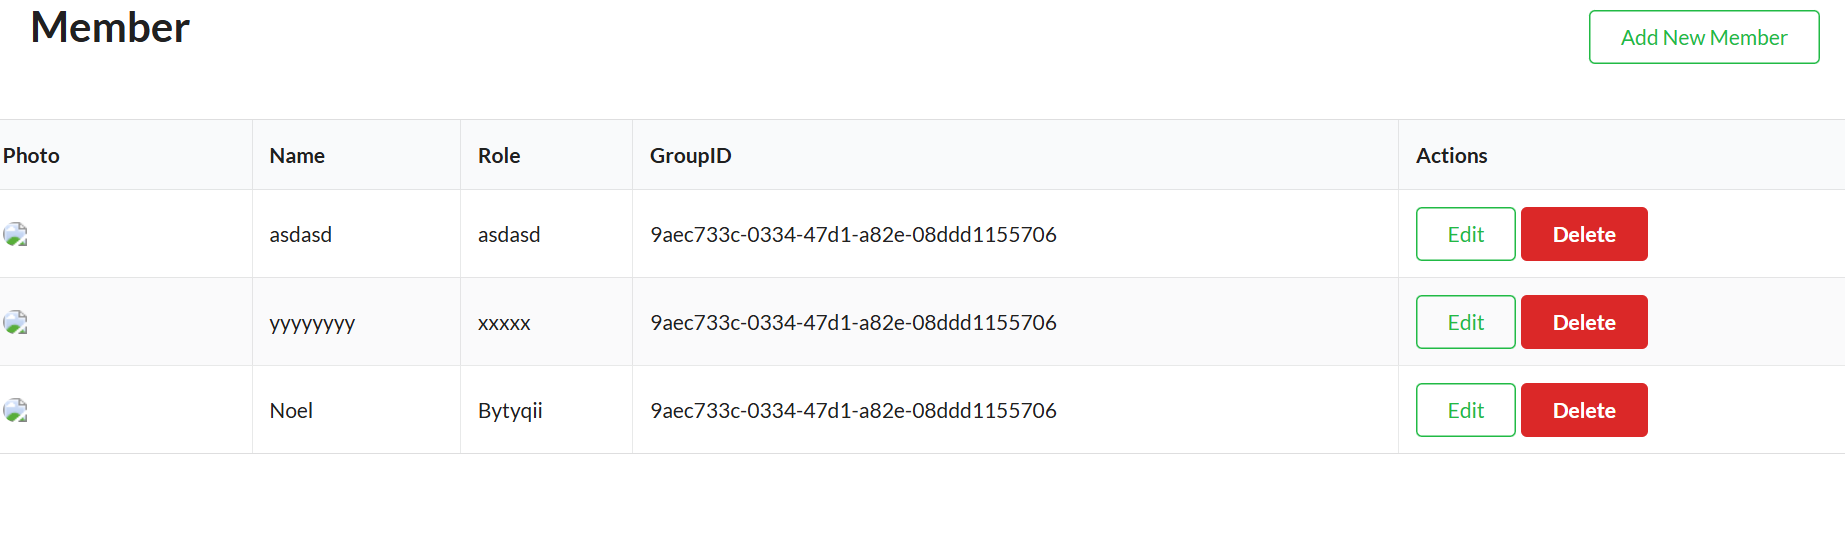 Member
Add New Member
Photo Name Role GroupID Actions
asdasd asdasd 9aec733c-0334-47d1-a82e-08ddd1155706 Edit Delete
yyyyyyyy xxxxx 9aec733c-0334-47d1-a82e-08ddd1155706 Edit Delete
Noel Bytyqii 9aec733c-0334-47d1-a82e-08ddd1155706 Edit Delete